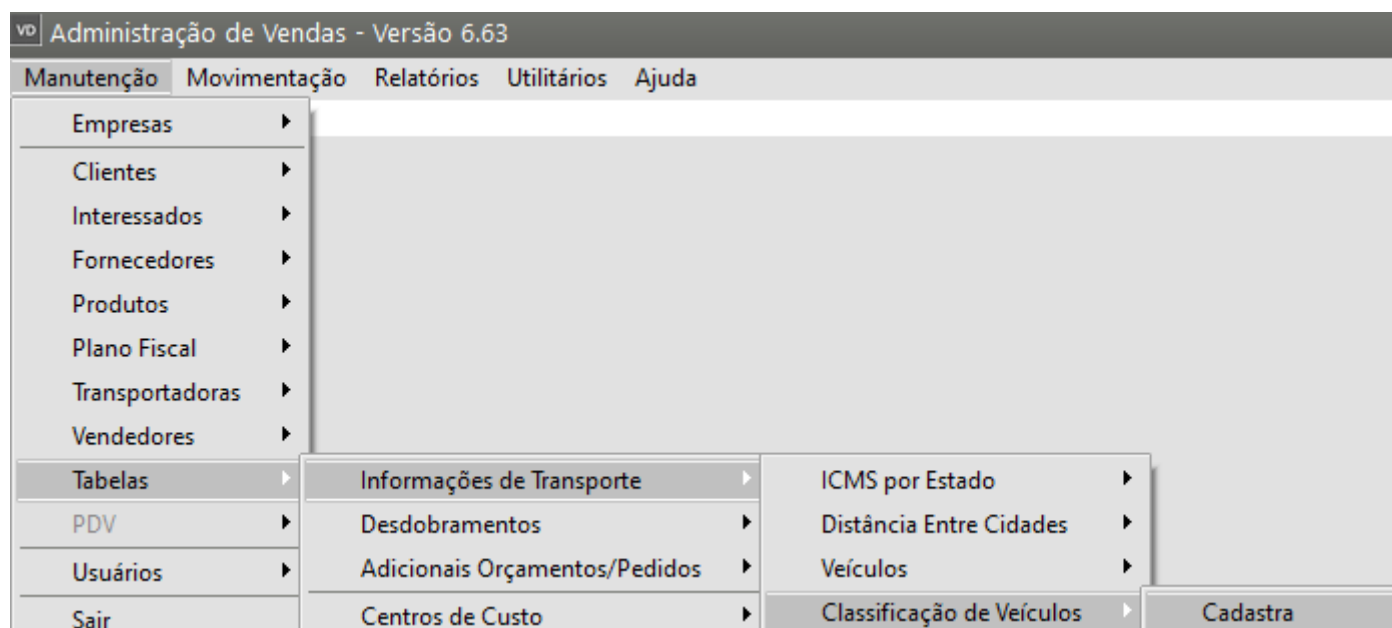 VD Administração de Vendas - Versão 6.63
Manutenção Movimentação Relatórios Utilitários Ajuda
Empresas
Clientes
Interessados
Fornecedores
Produtos
Plano Fiscal
Transportadoras
Vendedores
Tabelas Informações de Transporte ICMS por Estado
PDV Desdobramentos Distância Entre Cidades
Usuários Adicionais Orçamentos/Pedidos Veículos
Sair Centros de Custo Classificação de Veículos Cadastra